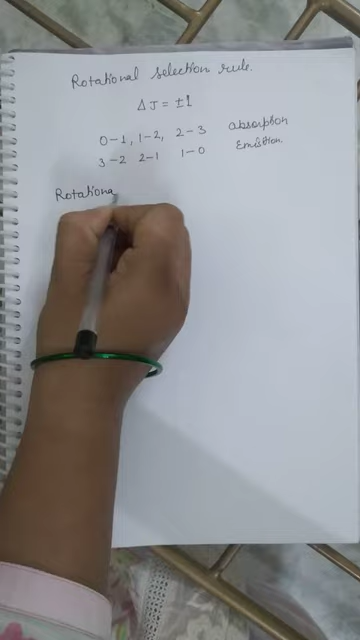 Rotational selection rule.
ΔJ = ±1
0-1, 1-2, 2-3 absorption
3-2 2-1 1-0 Emission
Rotationa